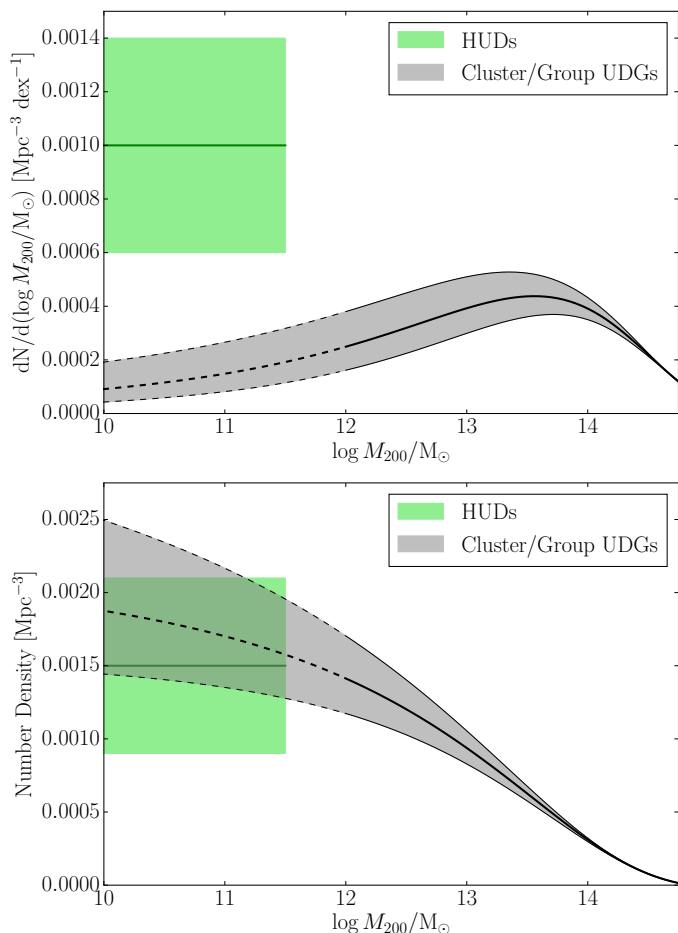 0.0014
0.0012
0.0010
0.0008
0.0006
0.0004
0.0002
0.0000
dN/d(log M₂₀₀/M⊙) [Mpc⁻³ dex⁻¹]
HUDs
Cluster/Group UDGs
10 11 12 13 14
log M₂₀₀/M⊙
0.0025
0.0020
0.0015
0.0010
0.0005
0.0000
Number Density [Mpc⁻³]
HUDs
Cluster/Group UDGs
10 11 12 13 14
log M₂₀₀/M⊙